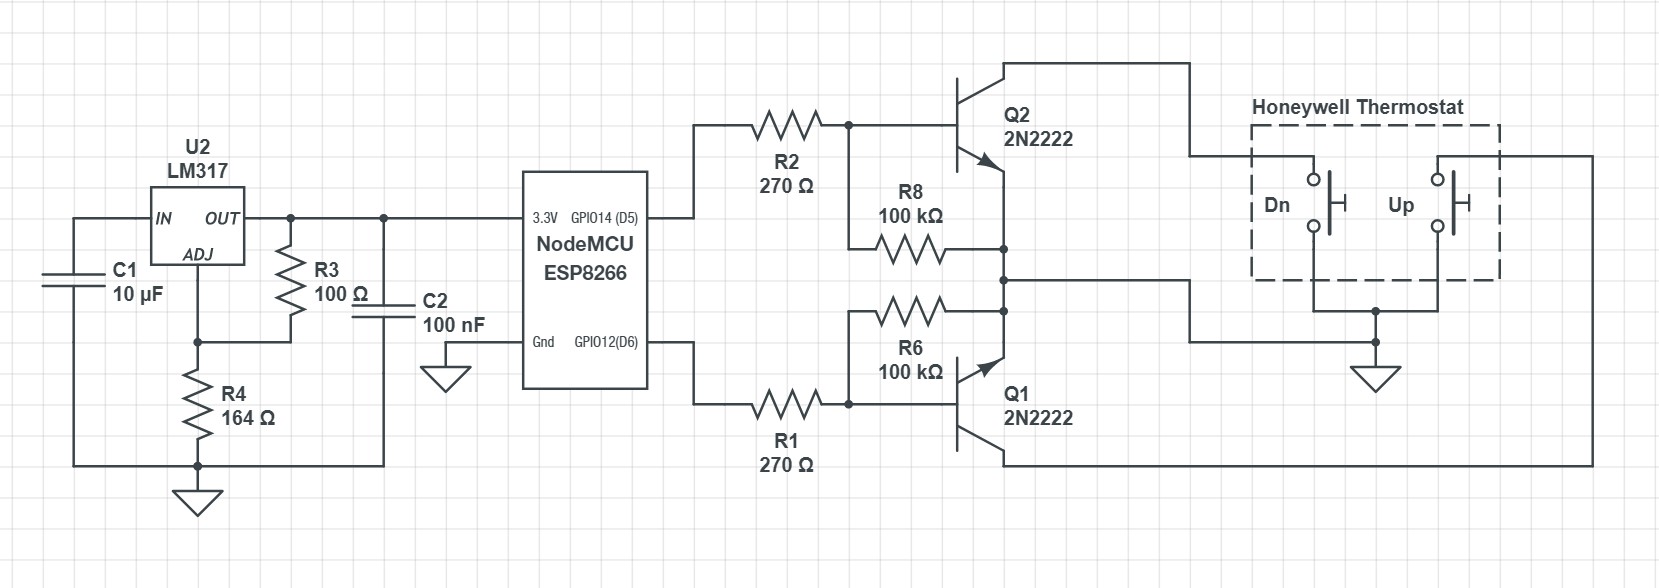 U2
LM317
IN OUT
ADJ
C1
10 µF
R3
100 Ω
C2
100 nF
R4
164 Ω
3.3V GPIO14 (D5)
NodeMCU
ESP8266
Gnd GPIO12(D6)
R2
270 Ω
R8
100 kΩ
R6
100 kΩ
R1
270 Ω
Q2
2N2222
Q1
2N2222
Honeywell Thermostat
Dn Up